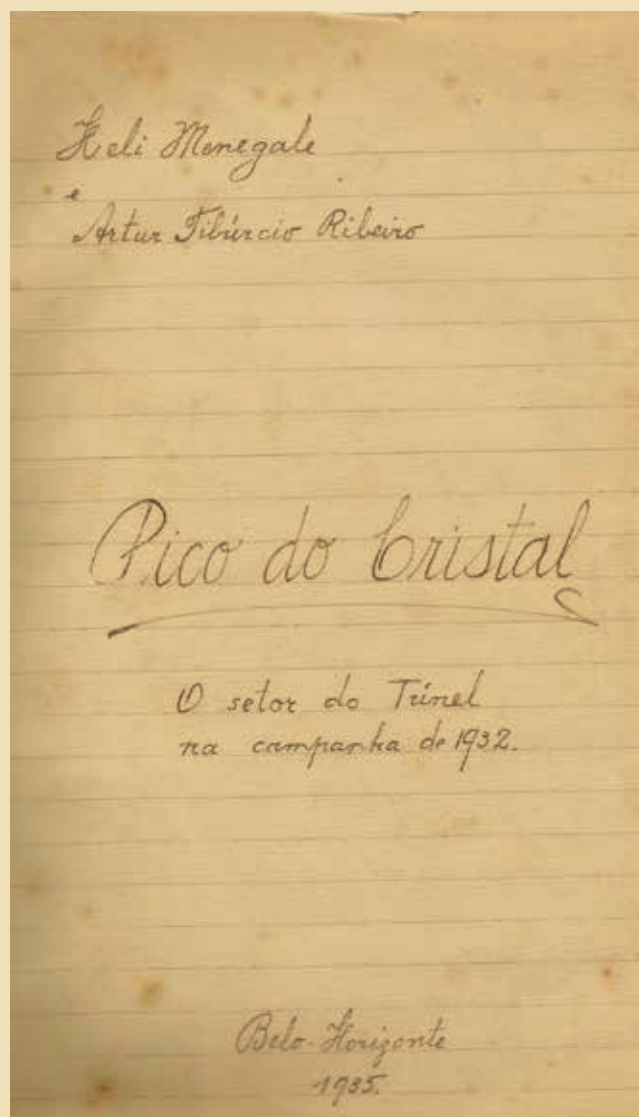 Heli Menegale
e
Artur Tibúrcio Ribeiro
Pico do Cristal
O setor do Túnel
na campanha de 1932.
Belo-Horizonte
1935.